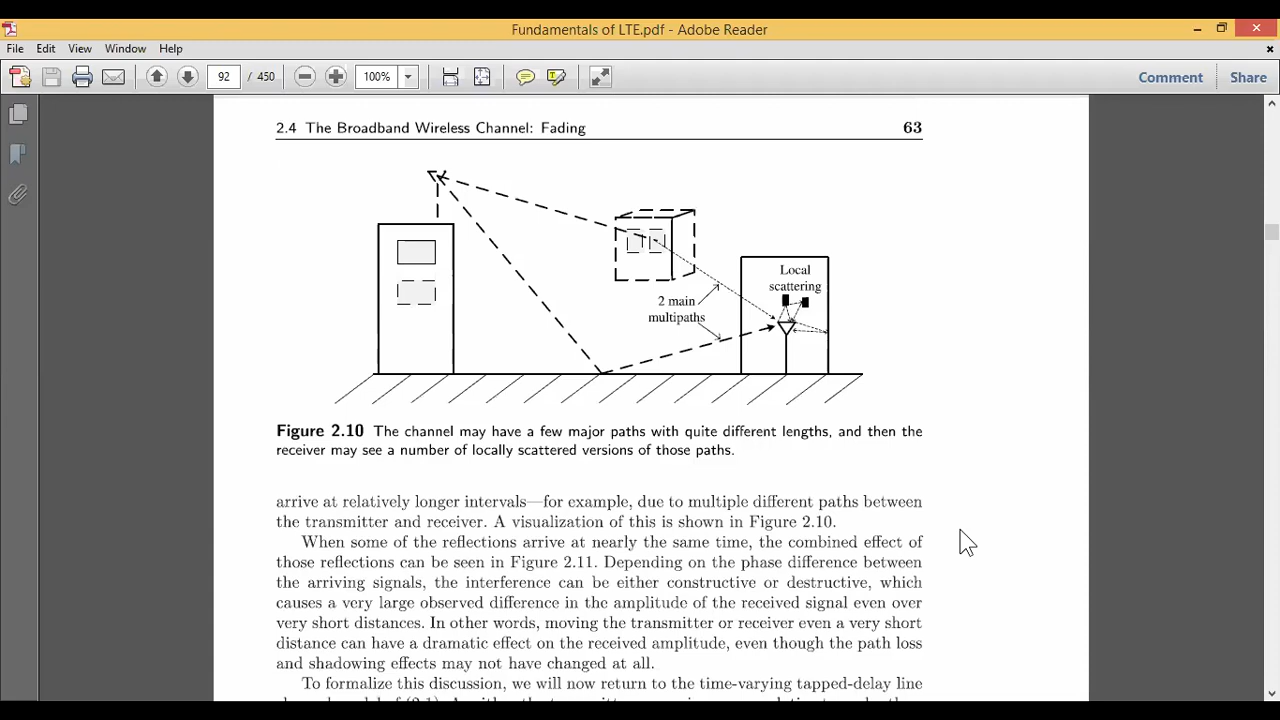 Fundamentals of LTE.pdf - Adobe Reader
File Edit View Window Help
92 / 450 100% Comment Share
2.4 The Broadband Wireless Channel: Fading 63
Local
scattering
2 main
multipaths
Figure 2.10 The channel may have a few major paths with quite different lengths, and then the
receiver may see a number of locally scattered versions of those paths.
arrive at relatively longer intervals—for example, due to multiple different paths between
the transmitter and receiver. A visualization of this is shown in Figure 2.10.
When some of the reflections arrive at nearly the same time, the combined effect of
those reflections can be seen in Figure 2.11. Depending on the phase difference between
the arriving signals, the interference can be either constructive or destructive, which
causes a very large observed difference in the amplitude of the received signal even over
very short distances. In other words, moving the transmitter or receiver even a very short
distance can have a dramatic effect on the received amplitude, even though the path loss
and shadowing effects may not have changed at all.
To formalize this discussion, we will now return to the time-varying tapped-delay line